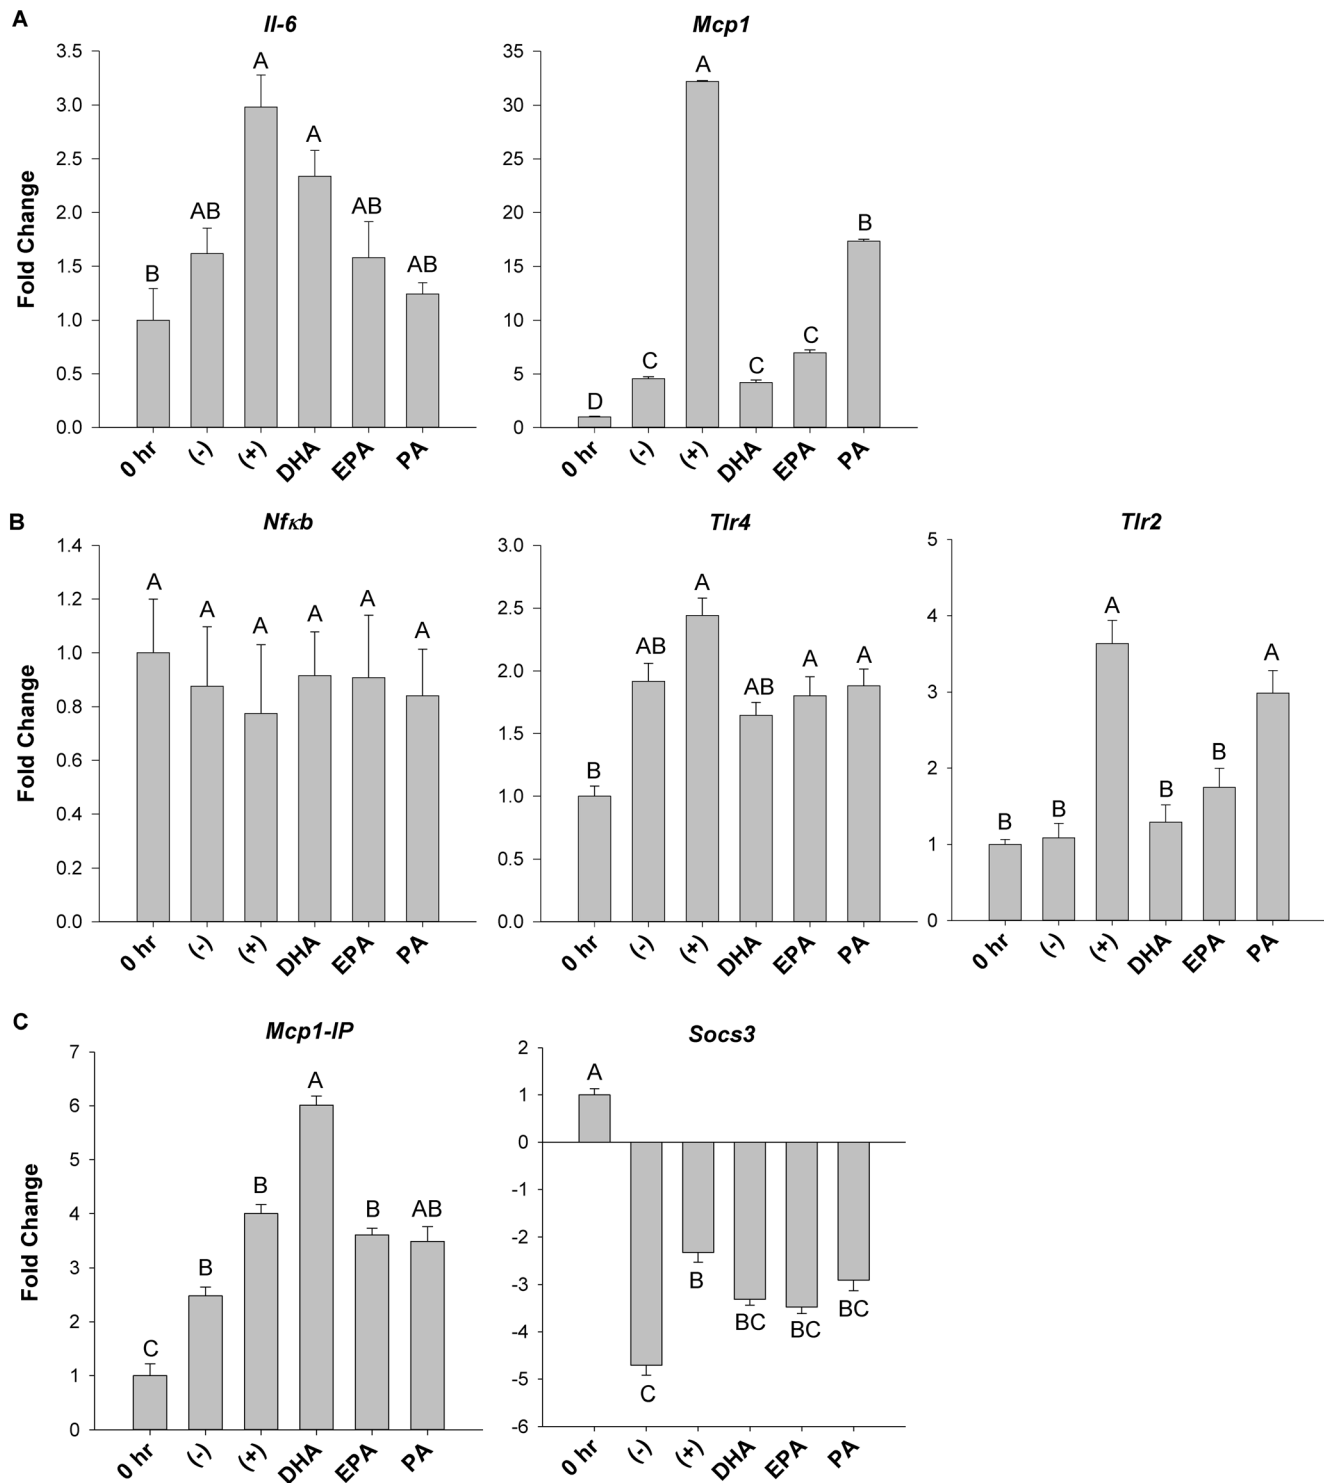 A
Il-6
Mcp1
Fold Change
3.5
3.0
2.5
2.0
1.5
1.0
0.5
0.0
B
AB
A
A
AB
AB
0 hr
(-)
(+)
DHA
EPA
PA
35
30
25
20
15
10
5
0
D
C
A
C
C
B
0 hr
(-)
(+)
DHA
EPA
PA
B
Nfκb
Tlr4
Tlr2
Fold Change
1.4
1.2
1.0
0.8
0.6
0.4
0.2
0.0
A
A
A
A
A
A
0 hr
(-)
(+)
DHA
EPA
PA
3.0
2.5
2.0
1.5
1.0
0.5
0.0
B
AB
A
AB
A
A
0 hr
(-)
(+)
DHA
EPA
PA
5
4
3
2
1
0
B
B
A
B
B
A
0 hr
(-)
(+)
DHA
EPA
PA
C
Mcp1-IP
Socs3
Fold Change
7
6
5
4
3
2
1
0
C
B
B
A
B
AB
0 hr
(-)
(+)
DHA
EPA
PA
2
1
0
-1
-2
-3
-4
-5
-6
A
C
B
BC
BC
BC
0 hr
(-)
(+)
DHA
EPA
PA